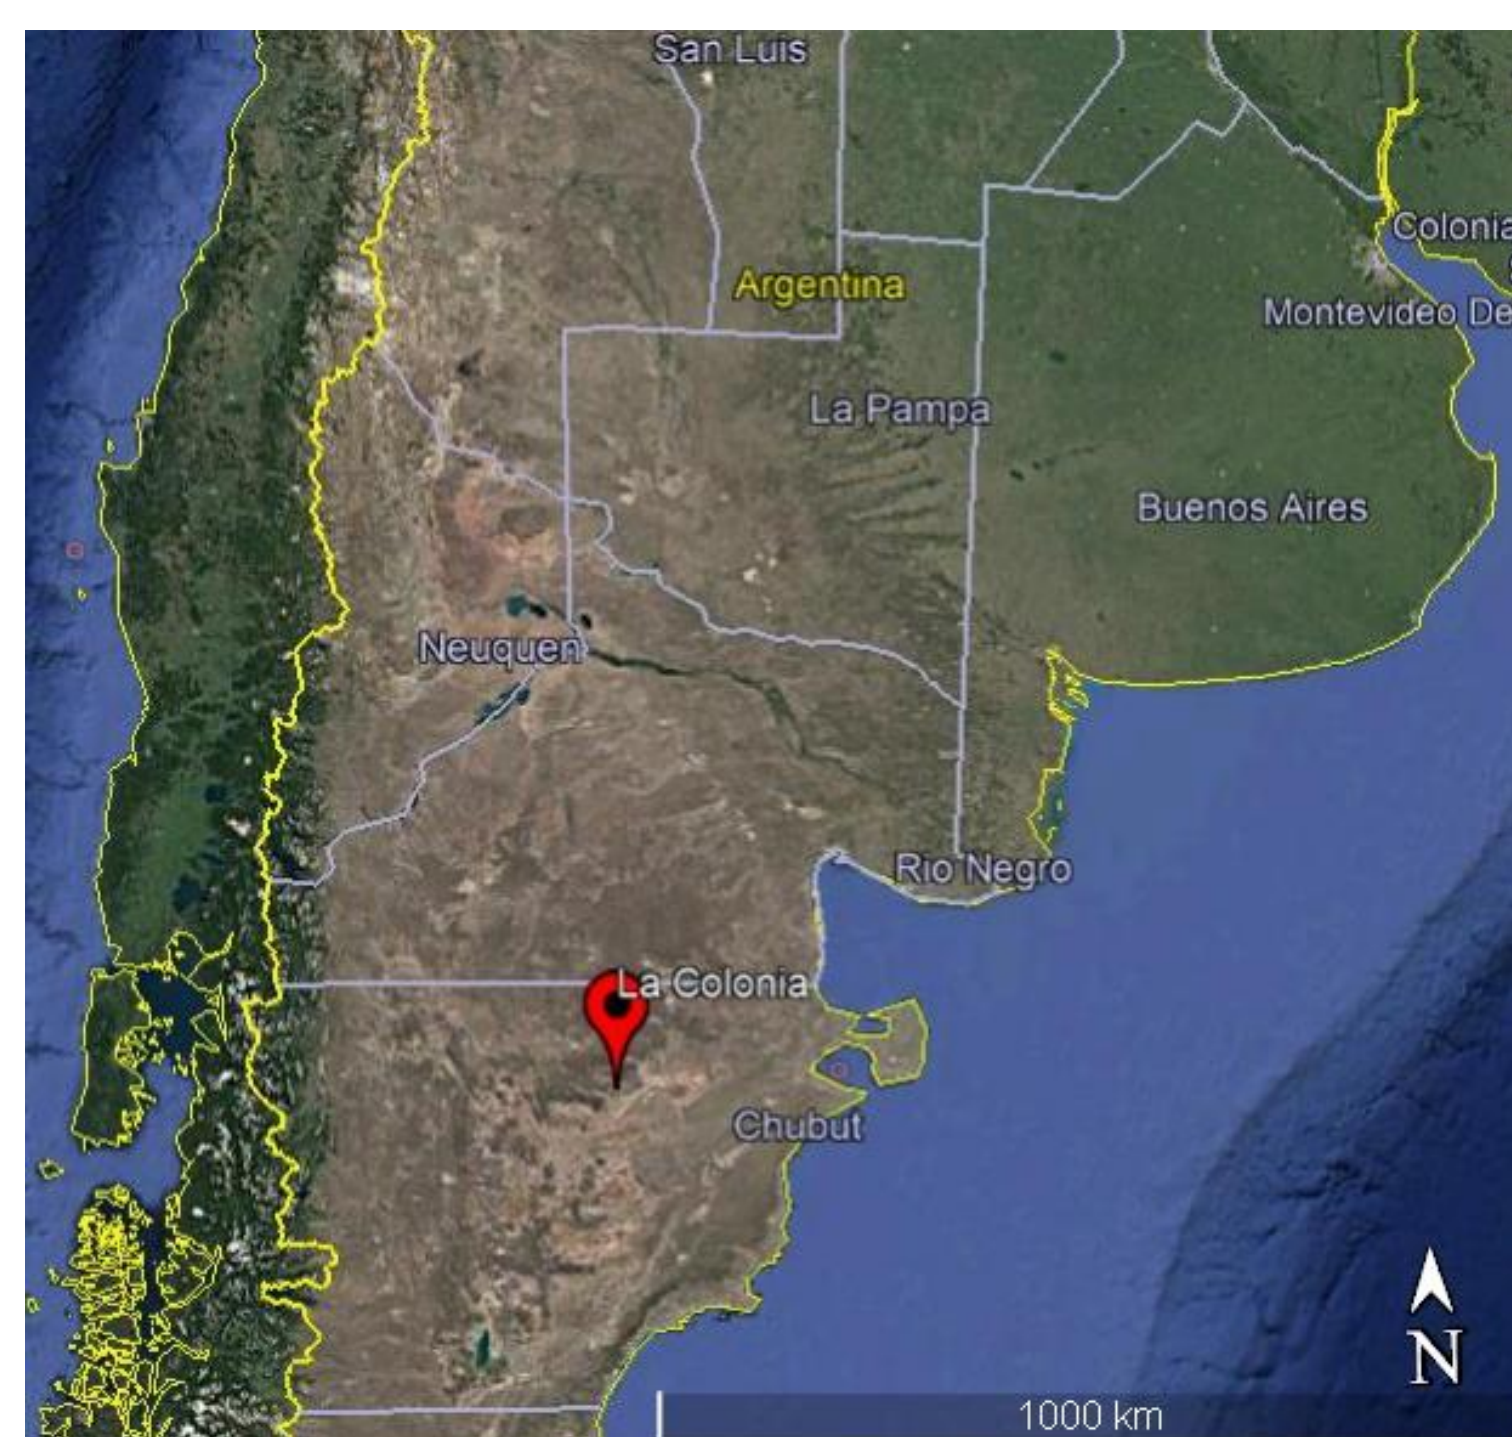 San Luis
Colonia
Argentina
Montevideo De
La Pampa
Buenos Aires
Neuquen
Rio Negro
La Colonia
Chubut
N
1000 km